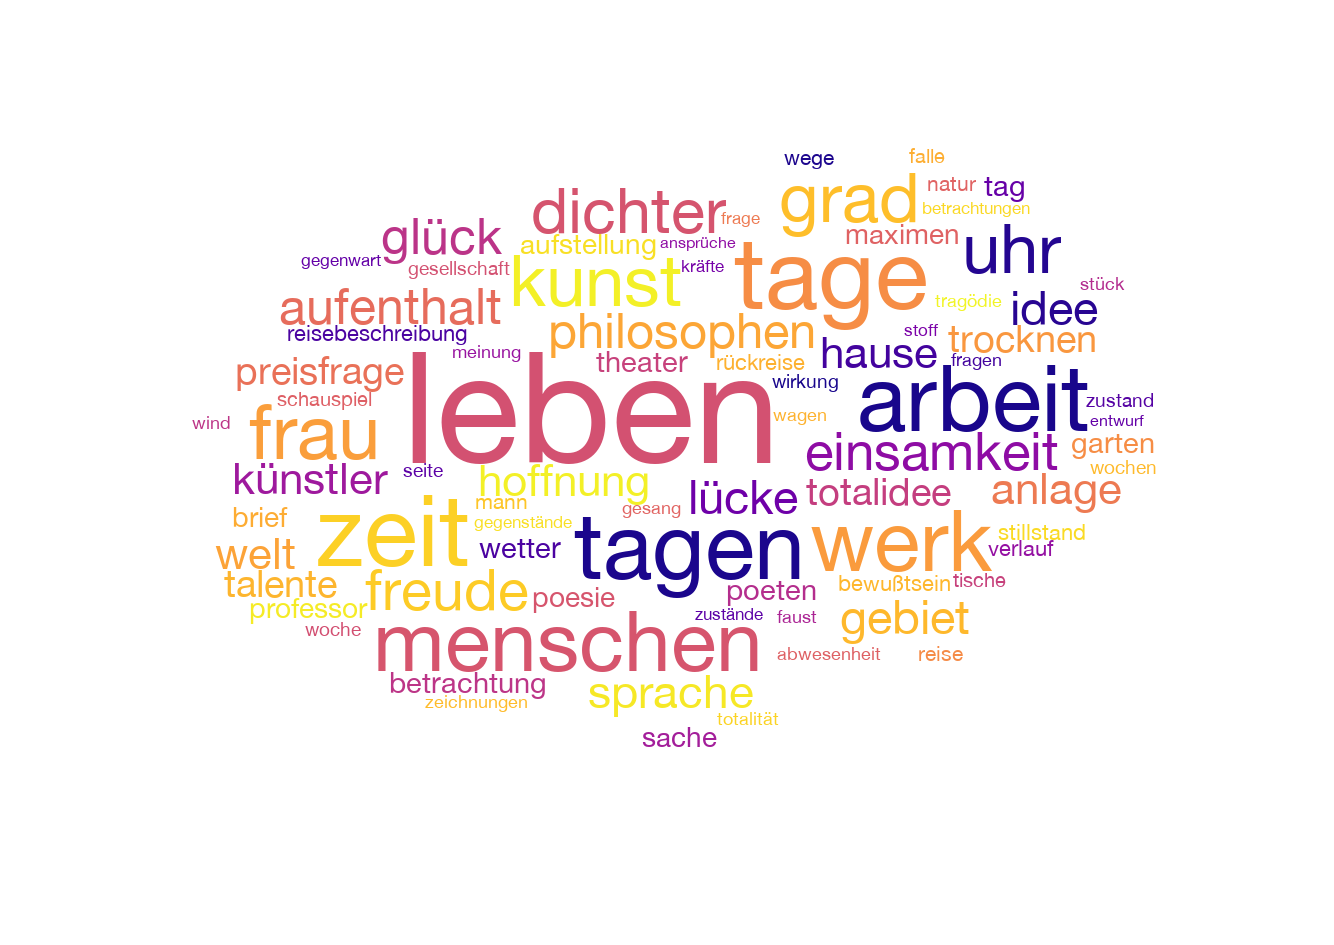 wege
falle
natur
tag
dichter
grad
frage
betrachtungen
glück
aufstellung
ansprüche
maximen
uhr
gegenwart
gesellschaft
kunst
kräfte
tage
stück
aufenthalt
tragödie
idee
reisebeschreibung
philosophen
stoff
trocknen
meinung
theater
rückreise
hause
fragen
preisfrage
leben
wirkung
arbeit
schauspiel
zustand
wind
frau
wagen
entwurf
einsamkeit
garten
künstler
seite
hoffnung
wochen
brief
mann
gesang
lücke
totalidee
anlage
zeit
gegenstände
stillstand
welt
wetter
tagen
werk
verlauf
talente
freude
poesie
poeten
bewußtsein
tische
professor
zustände
faust
gebiet
woche
menschen
abwesenheit
reise
betrachtung
sprache
zeichnungen
totalität
sache